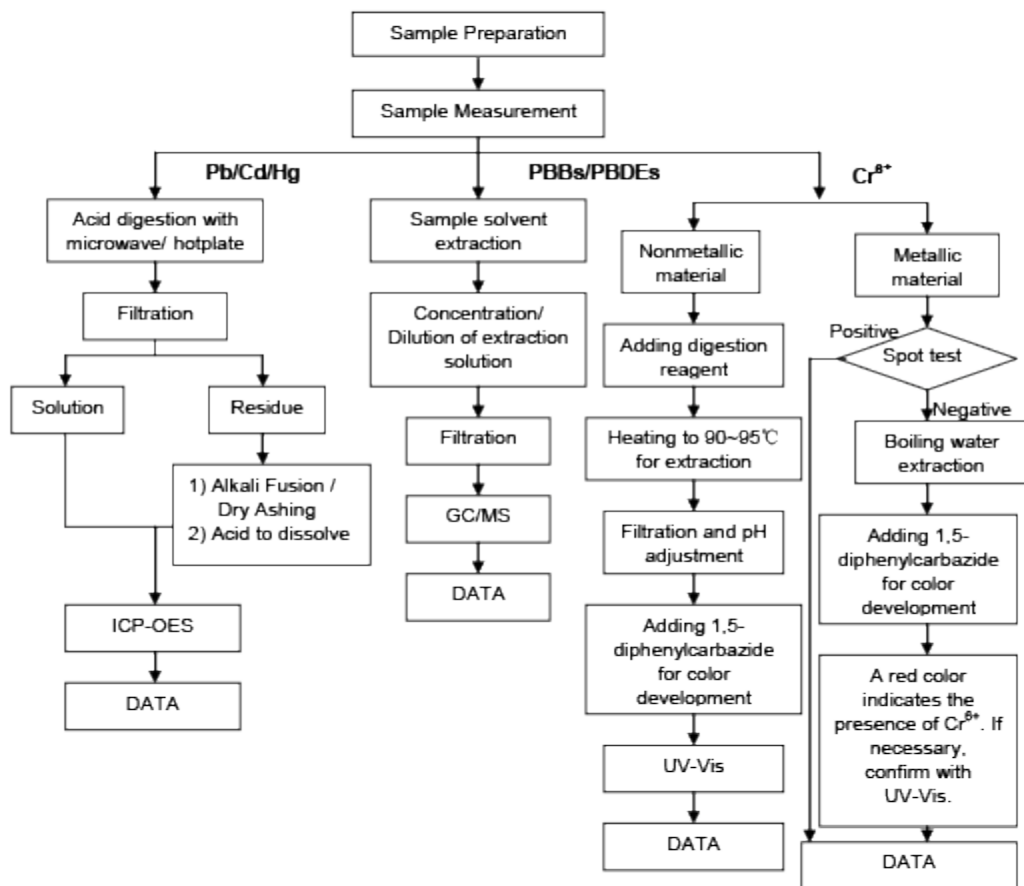 Sample Preparation
Sample Measurement
Pb/Cd/Hg
PBBs/PBDEs
Cr⁶⁺
Acid digestion with
microwave/ hotplate
Filtration
Solution
Residue
1) Alkali Fusion /
Dry Ashing
2) Acid to dissolve
ICP-OES
DATA
Sample solvent
extraction
Concentration/
Dilution of extraction
solution
Filtration
GC/MS
DATA
Nonmetallic
material
Adding digestion
reagent
Heating to 90~95℃
for extraction
Filtration and pH
adjustment
Adding 1,5-
diphenylcarbazide
for color
development
UV-Vis
DATA
Metallic
material
Positive
Spot test
Negative
Boiling water
extraction
Adding 1,5-
diphenylcarbazide
for color
development
A red color
indicates the
presence of Cr⁶⁺. If
necessary,
confirm with
UV-Vis.
DATA